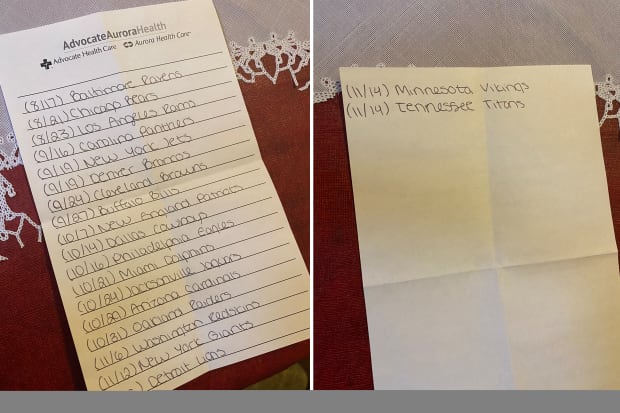 AdvocateAuroraHealth
Advocate Health Care Aurora Health Care
(8/17) Baltimore Ravens
(8/21) Chicago Bears
(8/23) Los Angeles Rams
(9/16) Carolina Panthers
(9/19) New York Jets
(9/19) Denver Broncos
(9/24) Cleveland Browns
(9/27) Buffalo Bills
(10/7) New England Patriots
(10/14) Dallas Cowboys
(10/16) Philadelphia Eagles
(10/21) Miami Dolphins
(10/24) Jacksonville Jaguars
(10/29) Arizona Cardinals
(10/31) Oakland Raiders
(11/6) Washington Redskins
(11/12) New York Giants
Detroit Lions
(11/14) Minnesota Vikings
(11/14) Tennessee Titans